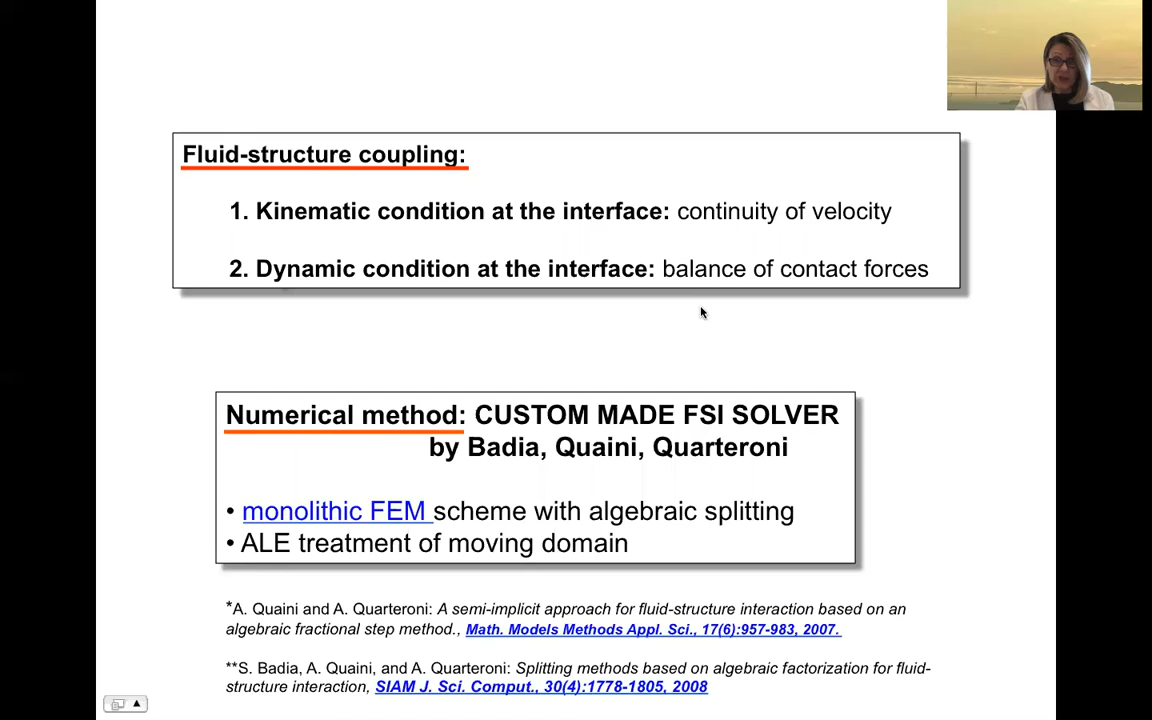 Fluid-structure coupling:
1. Kinematic condition at the interface: continuity of velocity
2. Dynamic condition at the interface: balance of contact forces
Numerical method: CUSTOM MADE FSI SOLVER
by Badia, Quaini, Quarteroni
• monolithic FEM scheme with algebraic splitting
• ALE treatment of moving domain
*A. Quaini and A. Quarteroni: A semi-implicit approach for fluid-structure interaction based on an
algebraic fractional step method., Math. Models Methods Appl. Sci., 17(6):957-983, 2007.
**S. Badia, A. Quaini, and A. Quarteroni: Splitting methods based on algebraic factorization for fluid-
structure interaction, SIAM J. Sci. Comput., 30(4):1778-1805, 2008